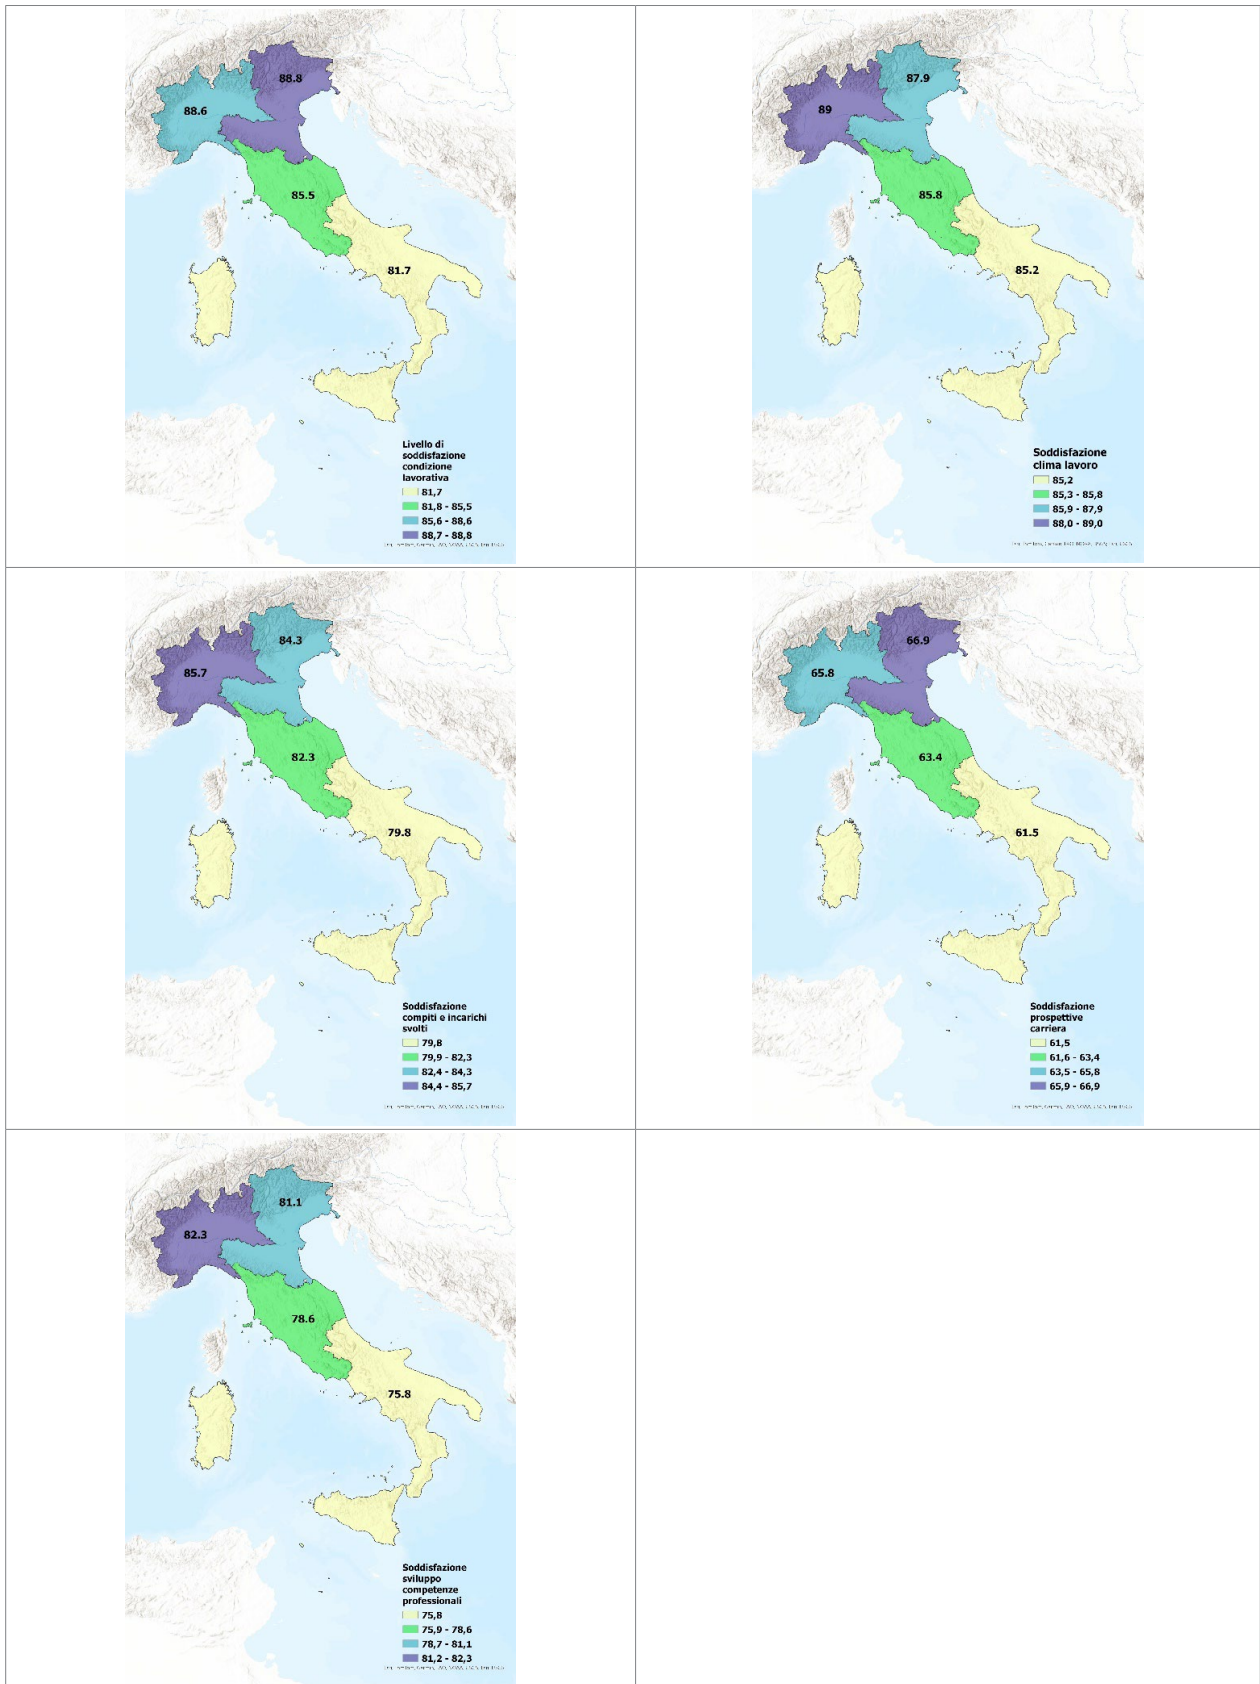 88.8
88.6
85.5
81.7
Livello di
soddisfazione
condizione
lavorativa
81,7
81,8 - 85,5
85,6 - 88,6
88,7 - 88,8
87.9
89
85.8
85.2
Soddisfazione
clima lavoro
85,2
85,3 - 85,8
85,9 - 87,9
88,0 - 89,0
84.3
85.7
82.3
79.8
Soddisfazione
compiti e incarichi
svolti
79,8
79,9 - 82,3
82,4 - 84,3
84,4 - 85,7
66.9
65.8
63.4
61.5
Soddisfazione
prospettive
carriera
61,5
61,6 - 63,4
63,5 - 65,8
65,9 - 66,9
81.1
82.3
78.6
75.8
Soddisfazione
sviluppo
competenze
professionali
75,8
75,9 - 78,6
78,7 - 81,1
81,2 - 82,3